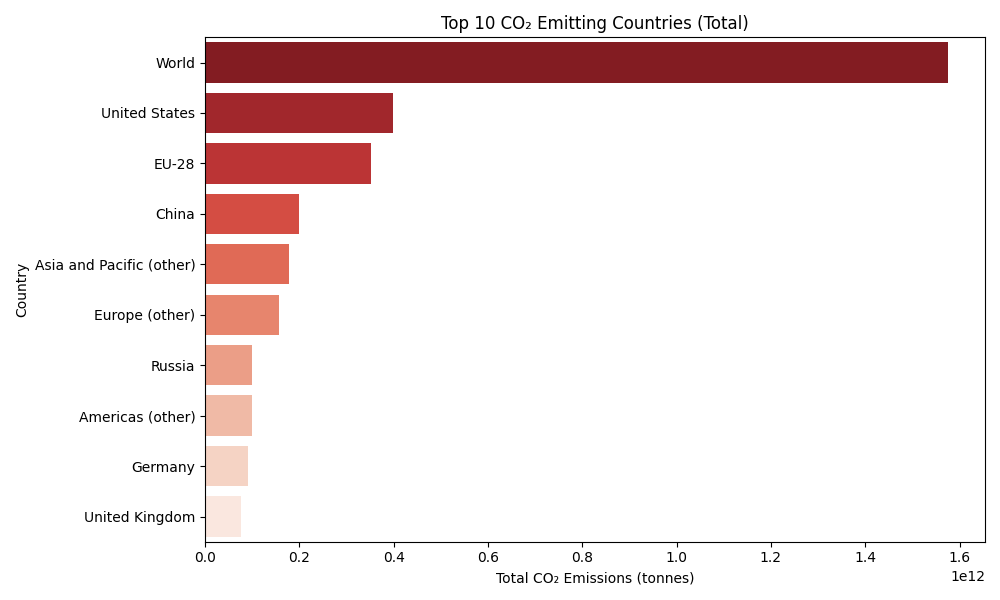 Top 10 CO₂ Emitting Countries (Total)
World
United States
EU-28
China
Asia and Pacific (other)
Europe (other)
Russia
Americas (other)
Germany
United Kingdom
Country
0.0 0.2 0.4 0.6 0.8 1.0 1.2 1.4 1.6
1e12
Total CO₂ Emissions (tonnes)